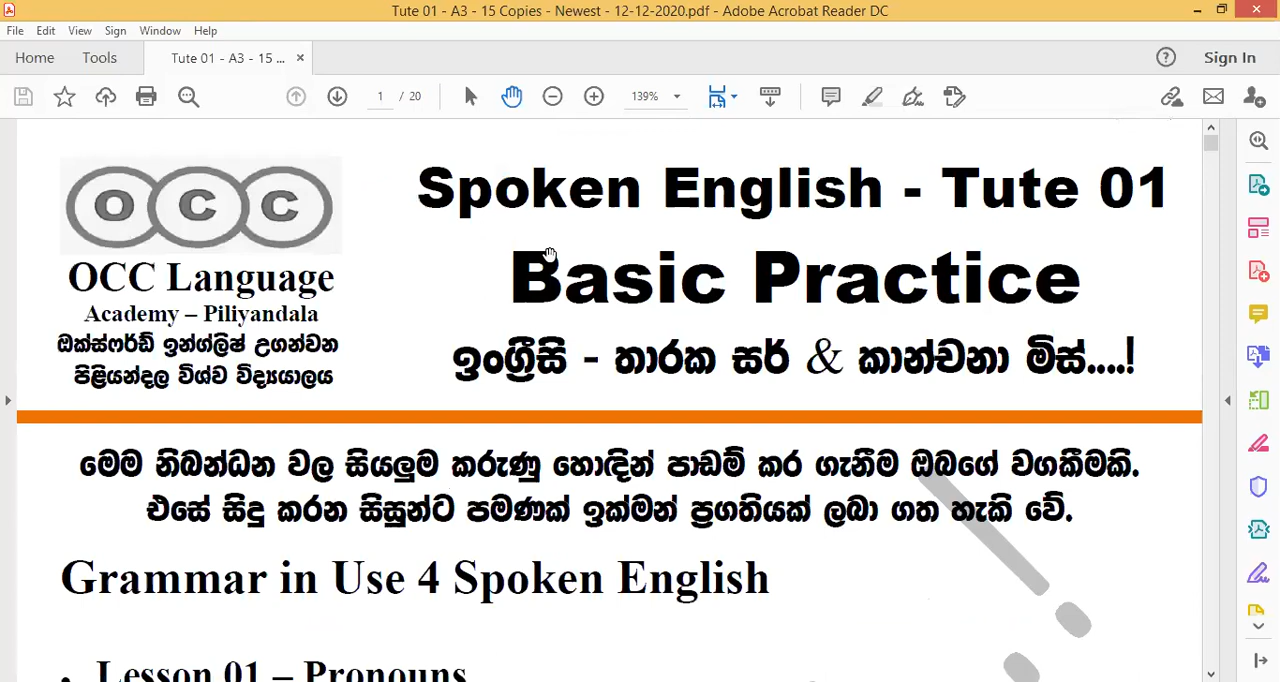 Tute 01 - A3 - 15 Copies - Newest - 12-12-2020.pdf - Adobe Acrobat Reader DC
File Edit View Sign Window Help
Home Tools Tute 01 - A3 - 15 ... × Sign In
1 / 20 139%
OCC
OCC Language
Academy – Piliyandala
ඔක්ස්ෆර්ඩ් ඉන්ග්ලිෂ් උගන්වන
පිළියන්දල විශ්ව විද්‍යාලය
Spoken English - Tute 01
Basic Practice
ඉංග්‍රීසි - තාරක සර් & කාන්චනා මිස්....!
මෙම නිබන්ධන වල සියලුම කරුණු හොඳින් පාඩම් කර ගැනීම ඔබගේ වගකීමකි.
එසේ සිදු කරන සිසුන්ට පමණක් ඉක්මන් ප්‍රගතියක් ලබා ගත හැකි වේ.
Grammar in Use 4 Spoken English
• Lesson 01 – Pronouns